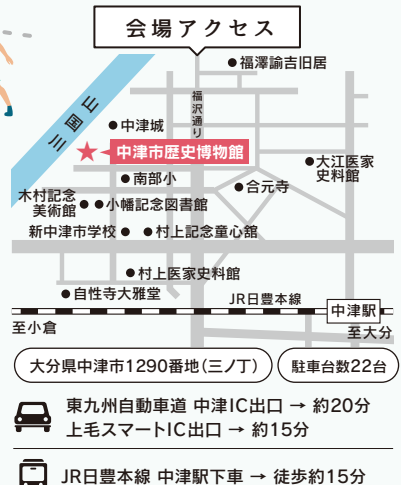 会場アクセス
福澤諭吉旧居
福沢通り
山国川
中津城
中津市歴史博物館
大江医家
史料館
南部小
合元寺
木村記念
美術館
小幡記念図書館
新中津市学校
村上記念童心館
村上医家史料館
自性寺大雅堂
JR日豊本線
中津駅
至小倉
至大分
大分県中津市1290番地(三ノ丁)
駐車台数22台
東九州自動車道 中津IC出口 → 約20分
上毛スマートIC出口 → 約15分
JR日豊本線 中津駅下車 → 徒歩約15分